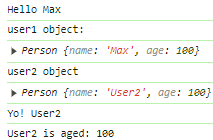 Hello Max
user1 object:
▶ Person {name: 'Max', age: 100}
user2 object
▶ Person {name: 'User2', age: 100}
Yo! User2
User2 is aged: 100